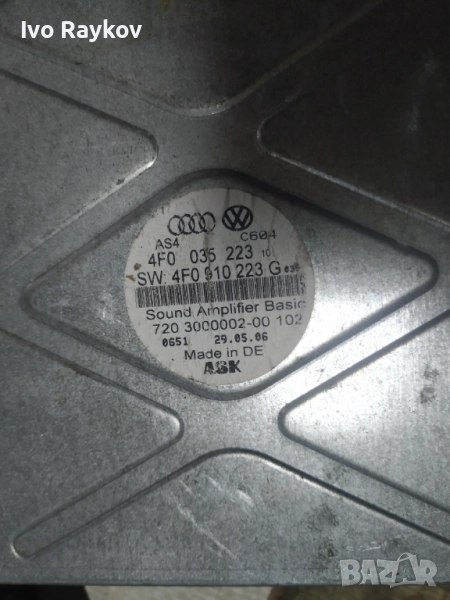 Ivo Raykov
AS4 C604
4F0 035 223 10
SW: 4F0 910 223 G
Sound Amplifier Basic
720 3000002-00 102
0651 29.05.06
Made in DE
ASK
BAZAR